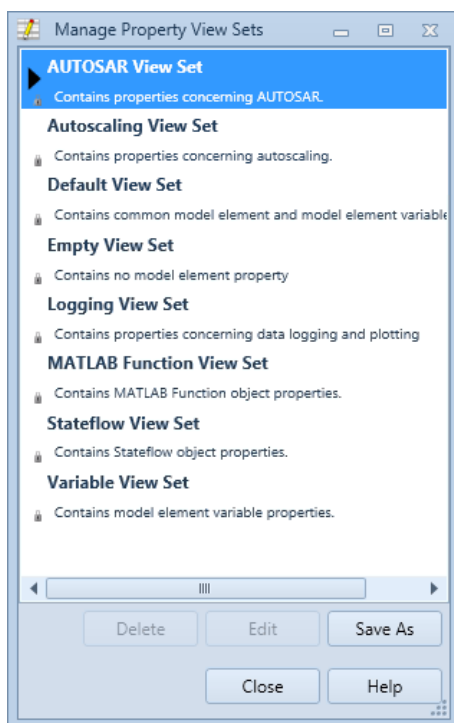 Manage Property View Sets
AUTOSAR View Set
Contains properties concerning AUTOSAR.
Autoscaling View Set
Contains properties concerning autoscaling.
Default View Set
Contains common model element and model element variable
Empty View Set
Contains no model element property
Logging View Set
Contains properties concerning data logging and plotting
MATLAB Function View Set
Contains MATLAB Function object properties.
Stateflow View Set
Contains Stateflow object properties.
Variable View Set
Contains model element variable properties.
Delete Edit Save As
Close Help